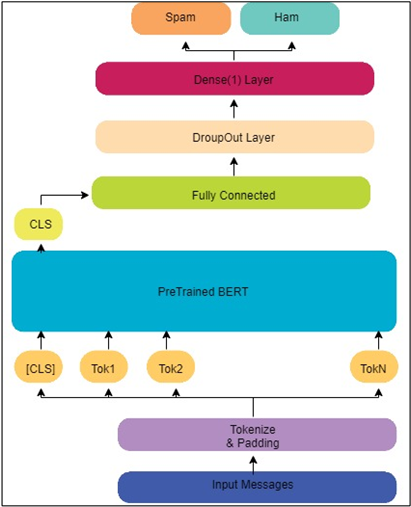 Spam Ham
Dense(1) Layer
DroupOut Layer
Fully Connected
CLS
PreTrained BERT
[CLS] Tok1 Tok2 TokN
Tokenize
& Padding
Input Messages